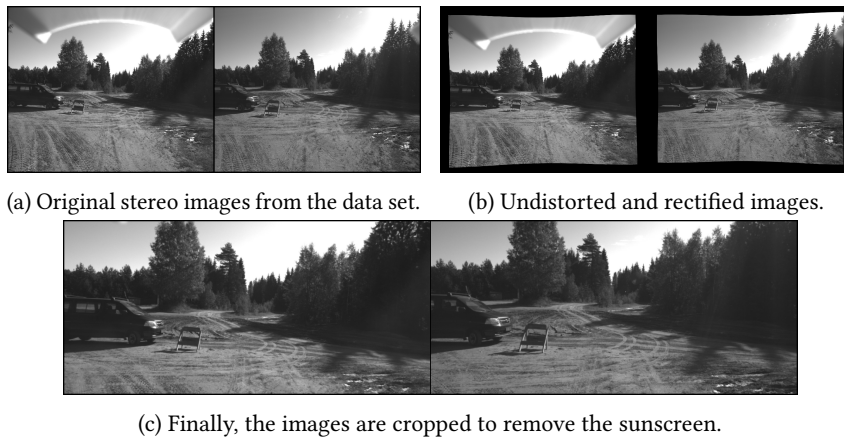 (a) Original stereo images from the data set.
(b) Undistorted and rectified images.
(c) Finally, the images are cropped to remove the sunscreen.